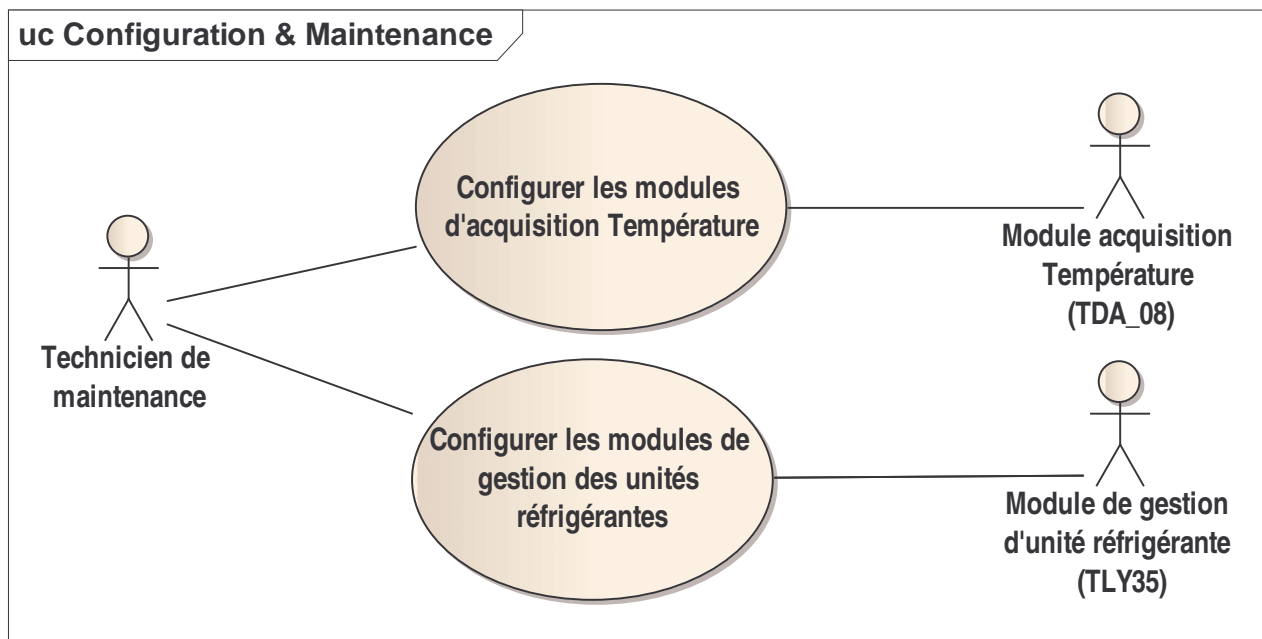 uc Configuration & Maintenance
Configurer les modules
d'acquisition Température
Module acquisition
Température
(TDA_08)
Technicien de
maintenance
Configurer les modules de
gestion des unités
réfrigérantes
Module de gestion
d'unité réfrigérante
(TLY35)